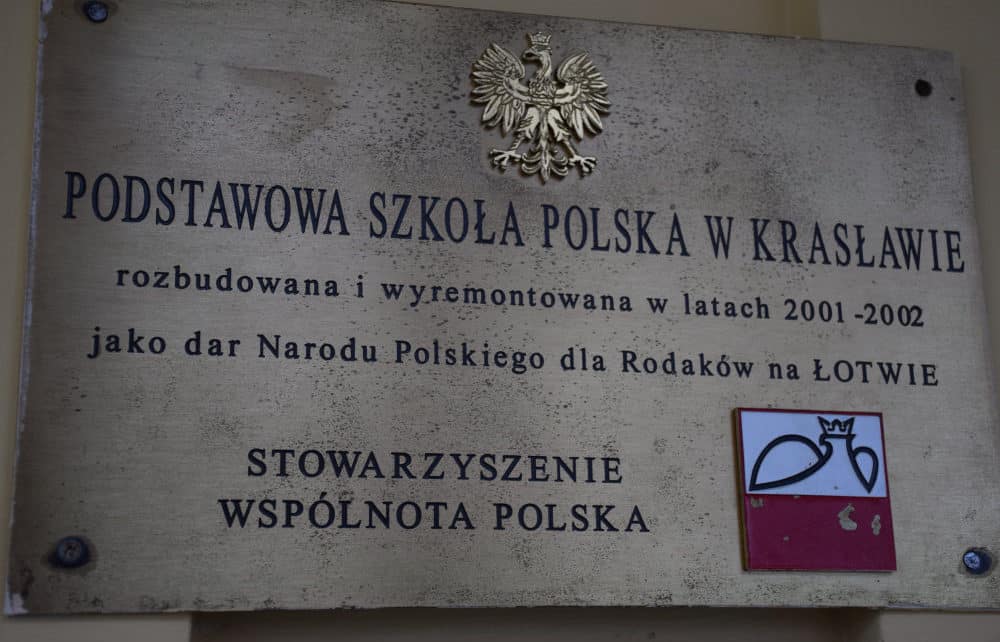 PODSTAWOWA SZKOŁA POLSKA W KRASŁAWIE
rozbudowana i wyremontowana w latach 2001-2002
jako dar Narodu Polskiego dla Rodaków na ŁOTWIE
STOWARZYSZENIE
WSPÓLNOTA POLSKA